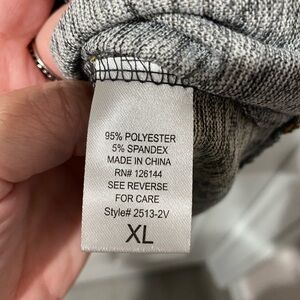 95% POLYESTER
5% SPANDEX
MADE IN CHINA
RN# 126144
SEE REVERSE
FOR CARE
Style# 2513-2V
XL